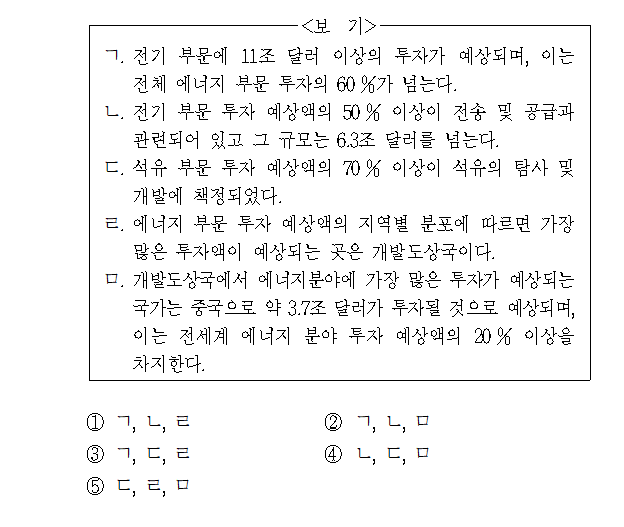 <보 기>
ㄱ. 전기 부문에 11조 달러 이상의 투자가 예상되며, 이는
전체 에너지 부문 투자의 60 %가 넘는다.
ㄴ. 전기 부문 투자 예상액의 50 % 이상이 전송 및 공급과
관련되어 있고 그 규모는 6.3조 달러를 넘는다.
ㄷ. 석유 부문 투자 예상액의 70 % 이상이 석유의 탐사 및
개발에 책정되었다.
ㄹ. 에너지 부문 투자 예상액의 지역별 분포에 따르면 가장
많은 투자액이 예상되는 곳은 개발도상국이다.
ㅁ. 개발도상국에서 에너지분야에 가장 많은 투자가 예상되는
국가는 중국으로 약 3.7조 달러가 투자될 것으로 예상되며,
이는 전세계 에너지 분야 투자 예상액의 20 % 이상을
차지한다.
① ㄱ, ㄴ, ㄹ ② ㄱ, ㄴ, ㅁ
③ ㄱ, ㄷ, ㄹ ④ ㄴ, ㄷ, ㅁ
⑤ ㄷ, ㄹ, ㅁ